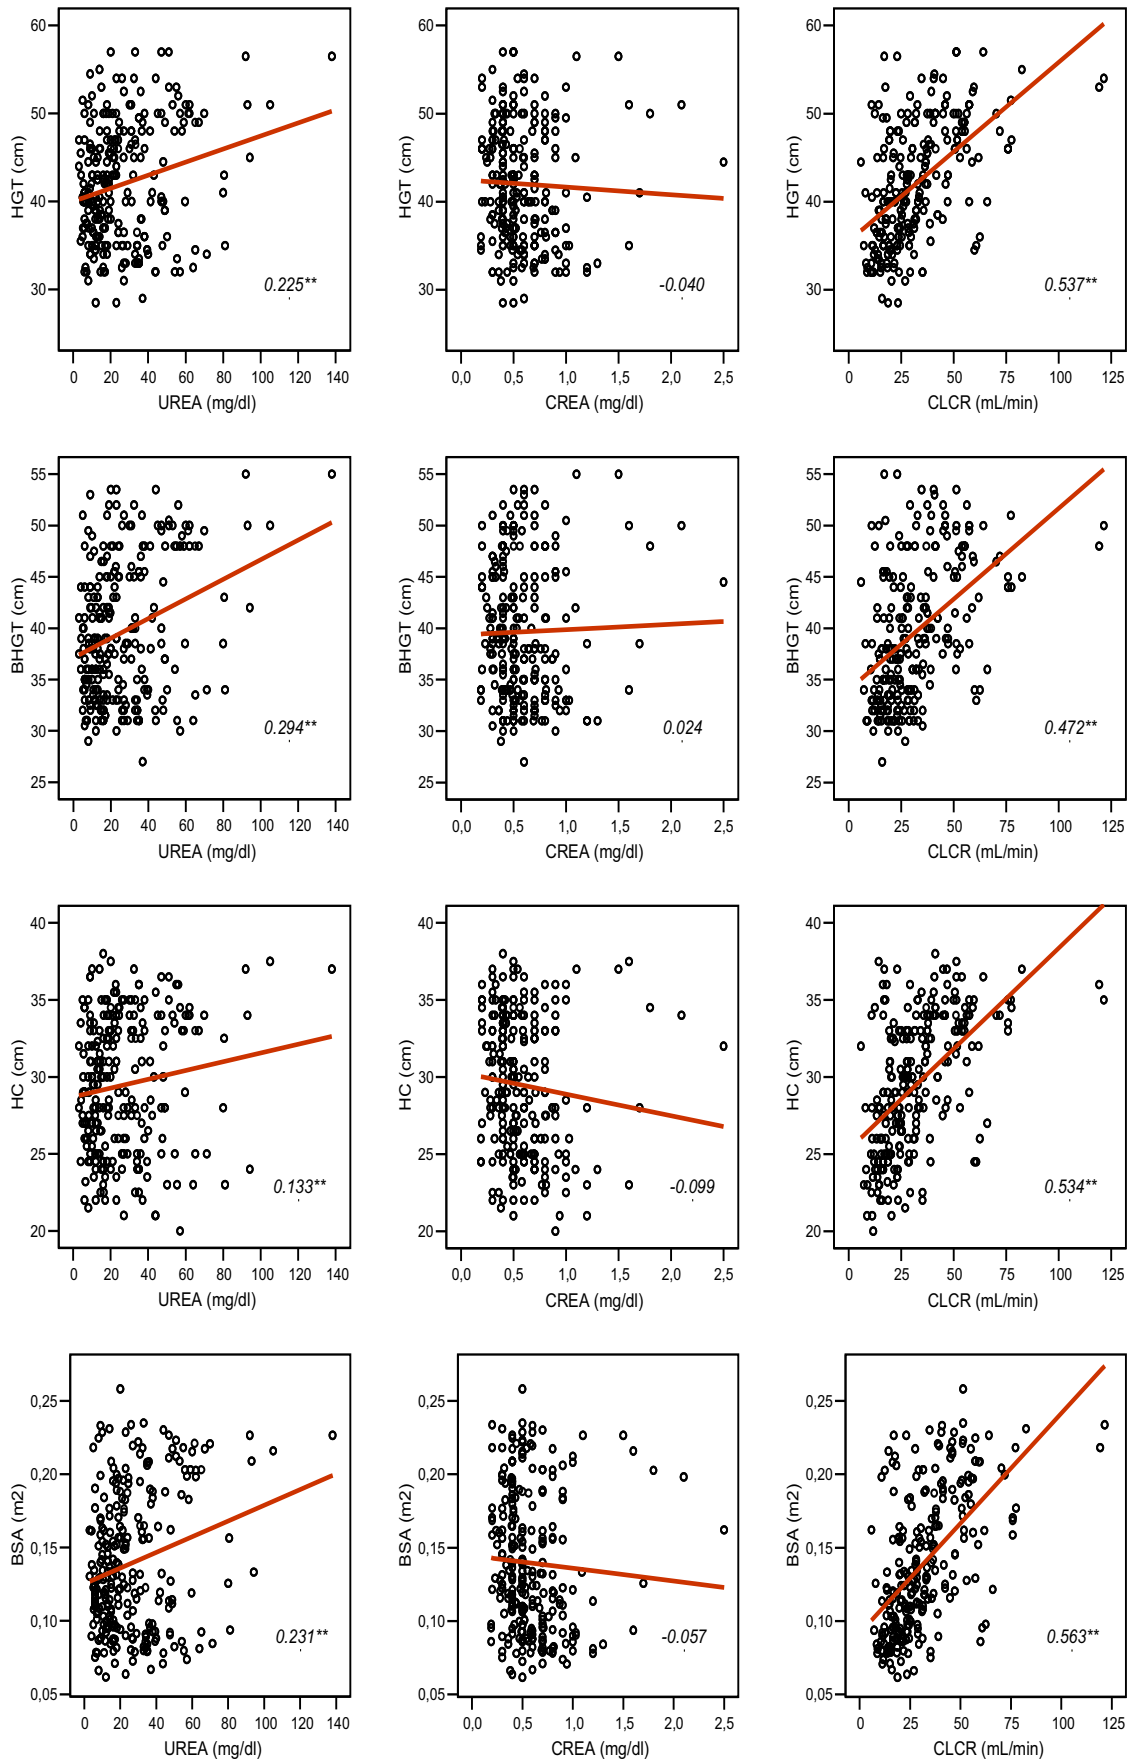 60
50
40
30
HGT (cm)
0.225**
0 20 40 60 80 100 120 140
UREA (mg/dl)
60
50
40
30
HGT (cm)
-0.040
0,0 0,5 1,0 1,5 2,0 2,5
CREA (mg/dl)
60
50
40
30
HGT (cm)
0.537**
0 25 50 75 100 125
CLCR (mL/min)
55
50
45
40
35
30
25
BHGT (cm)
0.294**
0 20 40 60 80 100 120 140
UREA (mg/dl)
55
50
45
40
35
30
25
BHGT (cm)
0.024
0,0 0,5 1,0 1,5 2,0 2,5
CREA (mg/dl)
55
50
45
40
35
30
25
BHGT (cm)
0.472**
0 25 50 75 100 125
CLCR (mL/min)
40
35
30
25
20
HC (cm)
0.133**
0 20 40 60 80 100 120 140
UREA (mg/dl)
40
35
30
25
20
HC (cm)
-0.099
0,0 0,5 1,0 1,5 2,0 2,5
CREA (mg/dl)
40
35
30
25
20
HC (cm)
0.534**
0 25 50 75 100 125
CLCR (mL/min)
0,25
0,20
0,15
0,10
0,05
BSA (m2)
0.231**
0 20 40 60 80 100 120 140
UREA (mg/dl)
0,25
0,20
0,15
0,10
0,05
BSA (m2)
-0.057
0,0 0,5 1,0 1,5 2,0 2,5
CREA (mg/dl)
0,25
0,20
0,15
0,10
0,05
BSA (m2)
0.563**
0 25 50 75 100 125
CLCR (mL/min)